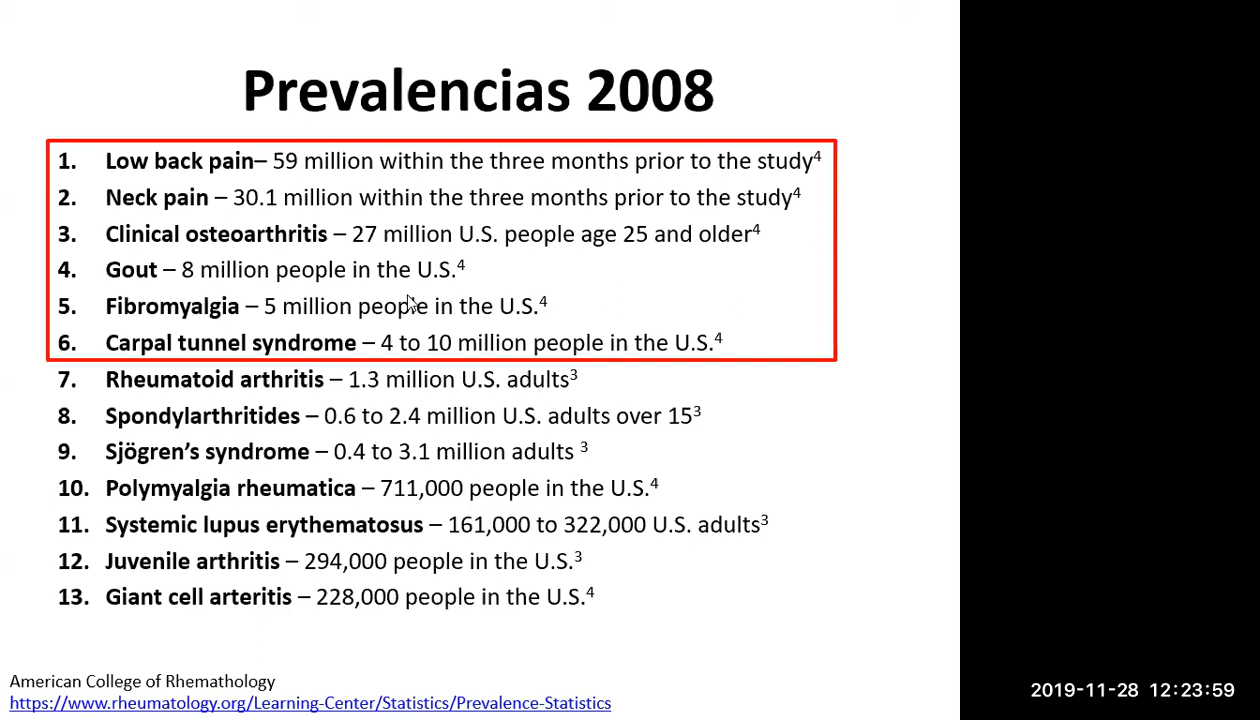 Prevalencias 2008
1. Low back pain– 59 million within the three months prior to the study⁴
2. Neck pain – 30.1 million within the three months prior to the study⁴
3. Clinical osteoarthritis – 27 million U.S. people age 25 and older⁴
4. Gout – 8 million people in the U.S.⁴
5. Fibromyalgia – 5 million people in the U.S.⁴
6. Carpal tunnel syndrome – 4 to 10 million people in the U.S.⁴
7. Rheumatoid arthritis – 1.3 million U.S. adults³
8. Spondylarthritides – 0.6 to 2.4 million U.S. adults over 15³
9. Sjögren’s syndrome – 0.4 to 3.1 million adults ³
10. Polymyalgia rheumatica – 711,000 people in the U.S.⁴
11. Systemic lupus erythematosus – 161,000 to 322,000 U.S. adults³
12. Juvenile arthritis – 294,000 people in the U.S.³
13. Giant cell arteritis – 228,000 people in the U.S.⁴
American College of Rhemathology
https://www.rheumatology.org/Learning-Center/Statistics/Prevalence-Statistics
2019-11-28 12:23:59